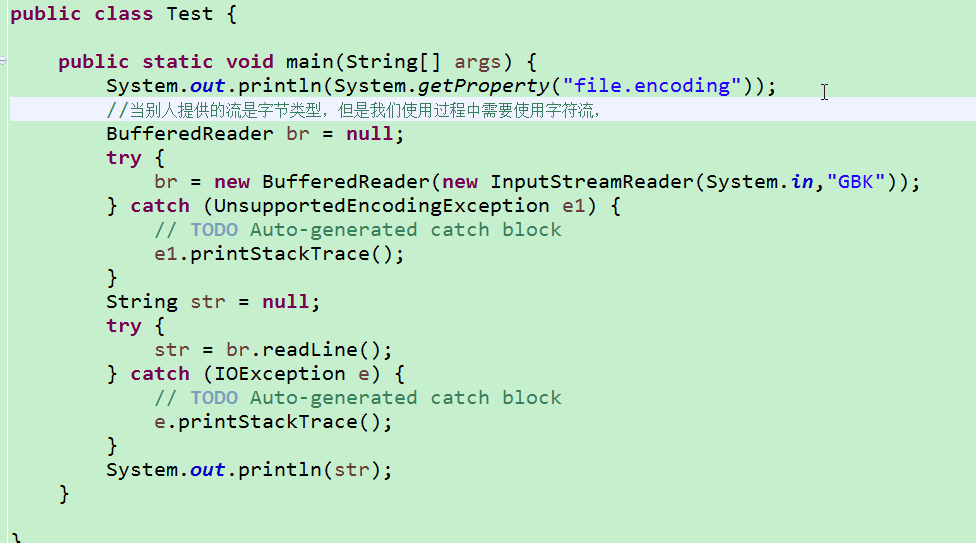 public class Test {
public static void main(String[] args) {
System.out.println(System.getProperty("file.encoding"));
//当别人提供的流是字节类型，但是我们使用过程中需要使用字符流，
BufferedReader br = null;
try {
br = new BufferedReader(new InputStreamReader(System.in,"GBK"));
} catch (UnsupportedEncodingException e1) {
// TODO Auto-generated catch block
e1.printStackTrace();
}
String str = null;
try {
str = br.readLine();
} catch (IOException e) {
// TODO Auto-generated catch block
e.printStackTrace();
}
System.out.println(str);
}
}